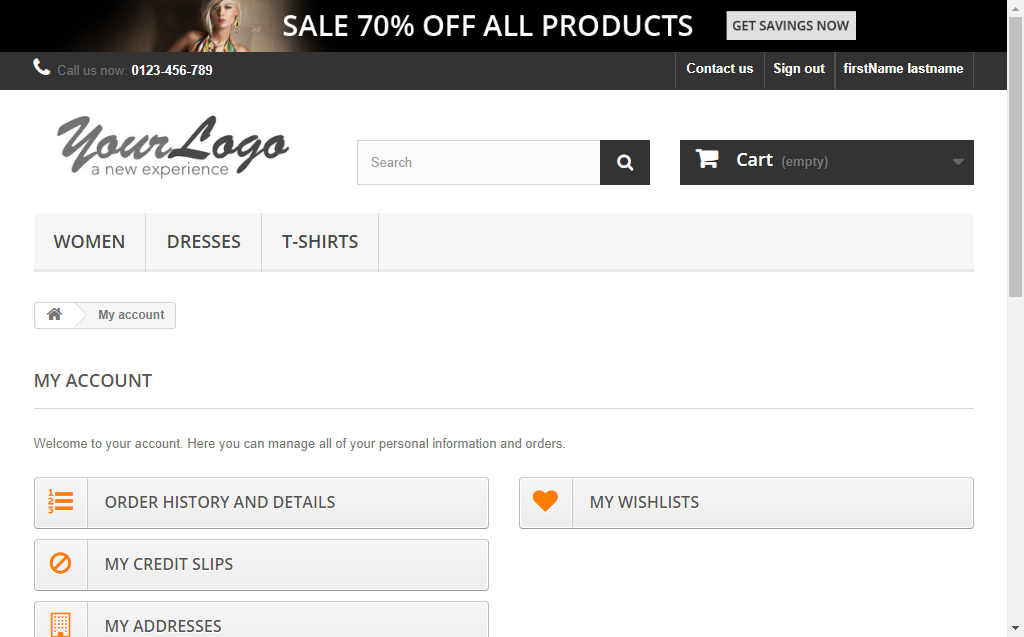 SALE 70% OFF ALL PRODUCTS GET SAVINGS NOW
Call us now: 0123-456-789 Contact us Sign out firstName lastname
YourLogo
a new experience
Search
Cart (empty)
WOMEN DRESSES T-SHIRTS
My account
MY ACCOUNT
Welcome to your account. Here you can manage all of your personal information and orders.
1 2 3 ORDER HISTORY AND DETAILS
MY WISHLISTS
MY CREDIT SLIPS
MY ADDRESSES